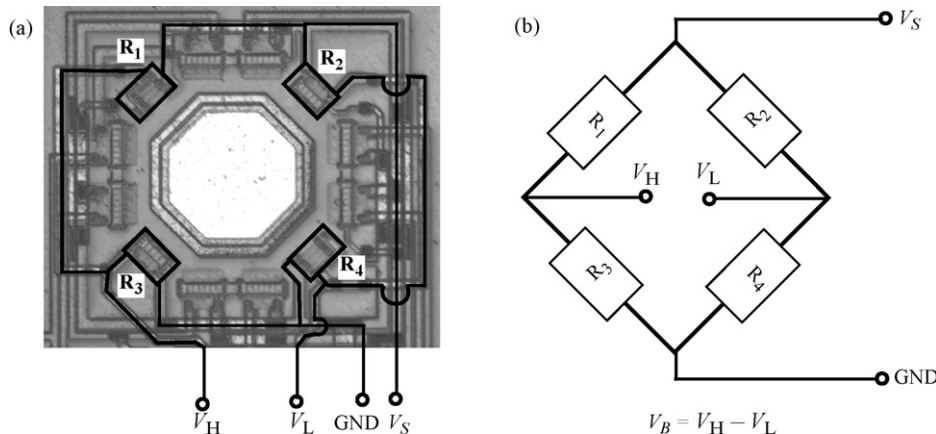 (a)
R1
R2
R3
R4
VH
VL
GND
VS
(b)
VS
R1
R2
VH
VL
R3
R4
GND
VB = VH − VL